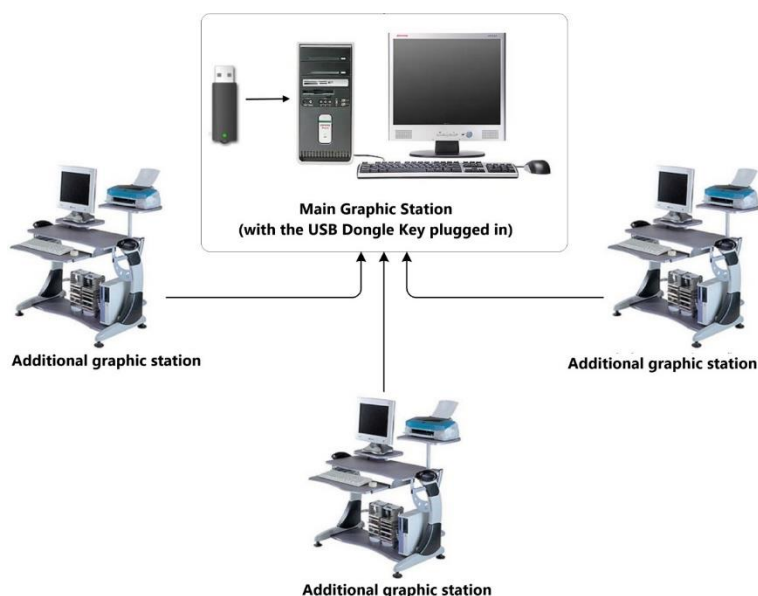 Main Graphic Station
(with the USB Dongle Key plugged in)
Additional graphic station
Additional graphic station
Additional graphic station